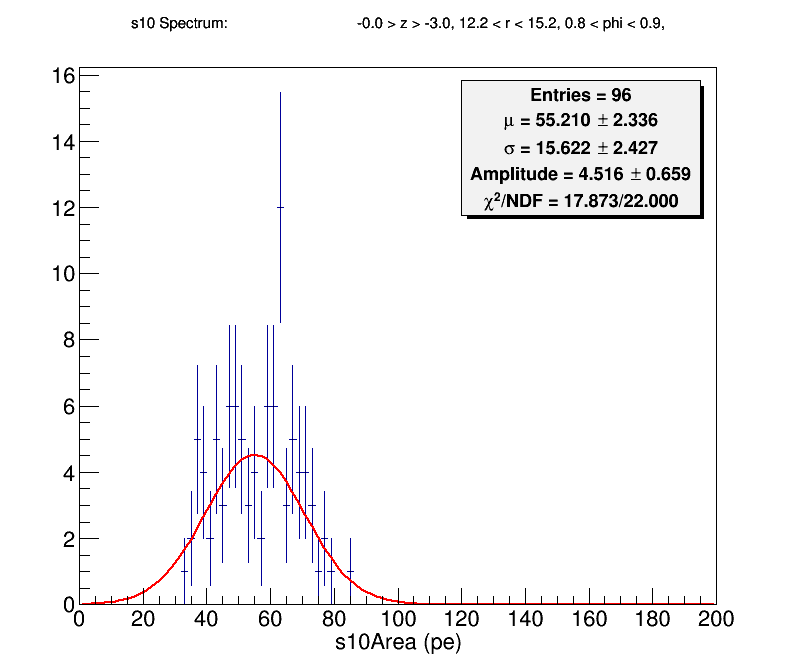 s10 Spectrum: -0.0 > z > -3.0, 12.2 < r < 15.2, 0.8 < phi < 0.9,
Entries = 96
μ = 55.210 ± 2.336
σ = 15.622 ± 2.427
Amplitude = 4.516 ± 0.659
χ²/NDF = 17.873/22.000
16
14
12
10
8
6
4
2
0
0 20 40 60 80 100 120 140 160 180 200
s10Area (pe)